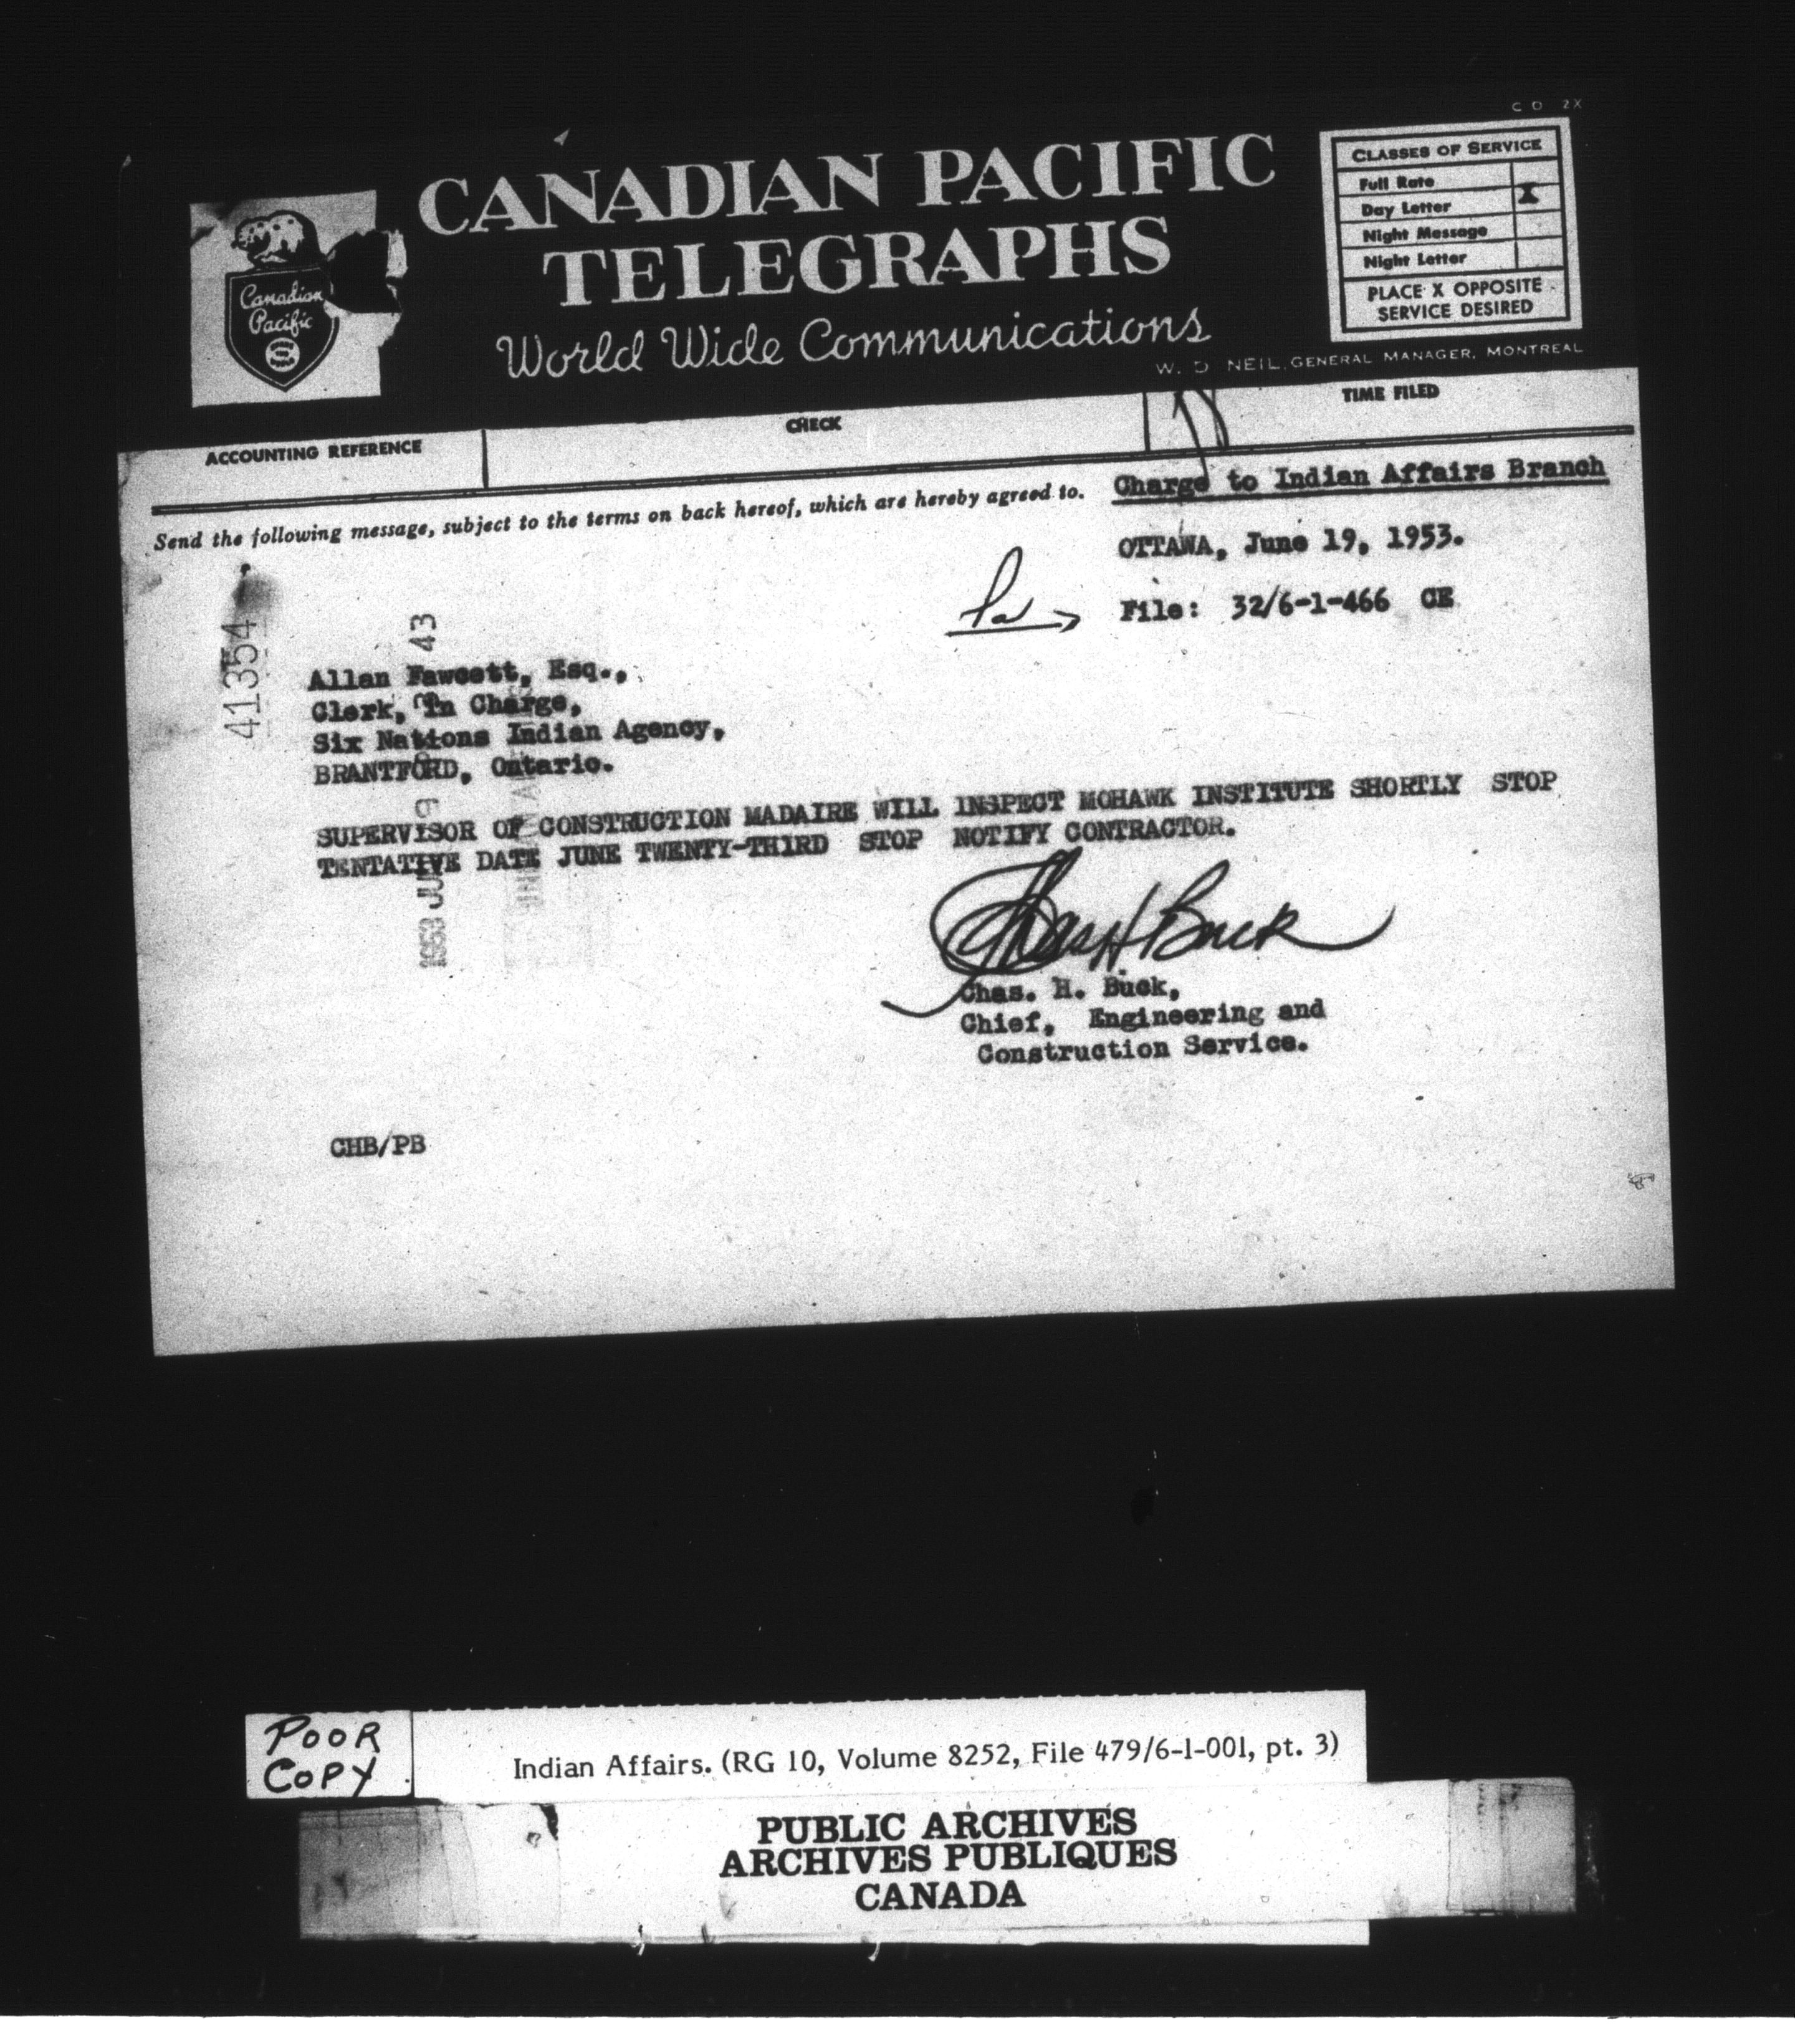 C D 2X
CANADIAN PACIFIC
TELEGRAPHS
World Wide Communications
Canadian
Pacific
CLASSES OF SERVICE
Full Rate
Day Letter
X
Night Message
Night Letter
PLACE X OPPOSITE
SERVICE DESIRED
W. D NEIL, GENERAL MANAGER, MONTREAL
ACCOUNTING REFERENCE
CHECK
TIME FILED
Send the following message, subject to the terms on back hereof, which are hereby agreed to.
Charge to Indian Affairs Branch
OTTAWA, June 19, 1953.
File: 32/6-1-466 CE
411354
43
Allan Fawcett, Esq.,
Clerk, In Charge,
Six Nations Indian Agency,
BRANTFORD, Ontario.
SUPERVISOR OF CONSTRUCTION MADAIRE WILL INSPECT MOHAWK INSTITUTE SHORTLY STOP
TENTATIVE DATE JUNE TWENTY-THIRD STOP NOTIFY CONTRACTOR.
1953 JU
Chas H Buck
Chas. H. Buck,
Chief, Engineering and
Construction Service.
CHB/PB
POOR
COPY
Indian Affairs. (RG 10, Volume 8252, File 479/6-1-001, pt. 3)
PUBLIC ARCHIVES
ARCHIVES PUBLIQUES
CANADA